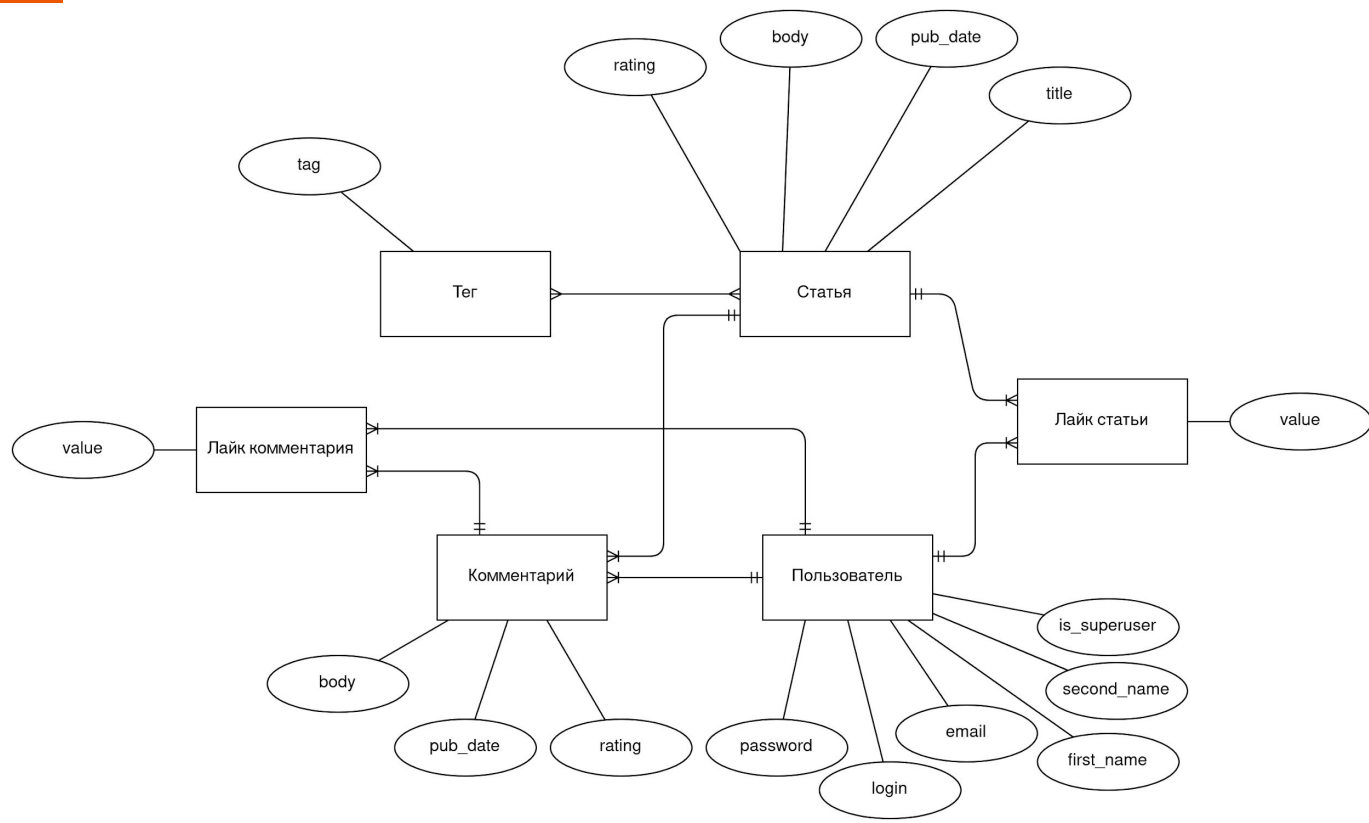 body
pub_date
rating
title
tag
Тег
Статья
Лайк статьи
value
value
Лайк комментария
Комментарий
Пользователь
is_superuser
body
second_name
pub_date
rating
password
email
first_name
login